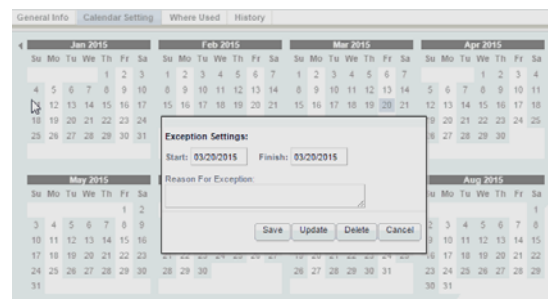 General Info Calendar Setting Where Used History
Jan 2015 Feb 2015 Mar 2015 Apr 2015
Su Mo Tu We Th Fr Sa Su Mo Tu We Th Fr Sa Su Mo Tu We Th Fr Sa Su Mo Tu We Th Fr Sa
1 2 3 1 2 3 4 5 6 7 1 2 3 4 5 6 7 1 2 3 4
4 5 6 7 8 9 10 8 9 10 11 12 13 14 8 9 10 11 12 13 14 5 6 7 8 9 10 11
12 13 14 15 16 17 15 16 17 18 19 20 21 15 16 17 18 19 20 21 12 13 14 15 16 17 18
18 19 20 21 22 23 24 20 21 22 23 24 25
25 26 27 28 29 30 31 27 28 29 30
Exception Settings:
Start: 03/20/2015 Finish: 03/20/2015
Reason For Exception:
Save Update Delete Cancel
May 2015 Aug 2015
Su Mo Tu We Th Fr Sa Mo Tu We Th Fr Sa
1 2 1
3 4 5 6 7 8 9 2 3 4 5 6 7 8
10 11 12 13 14 15 16 9 10 11 12 13 14 15
17 18 19 20 21 22 23 17 18 19 20 21 22
24 25 26 27 28 29 30 28 29 30 26 27 28 29 30 31 23 24 25 26 27 28 29
31 30 31